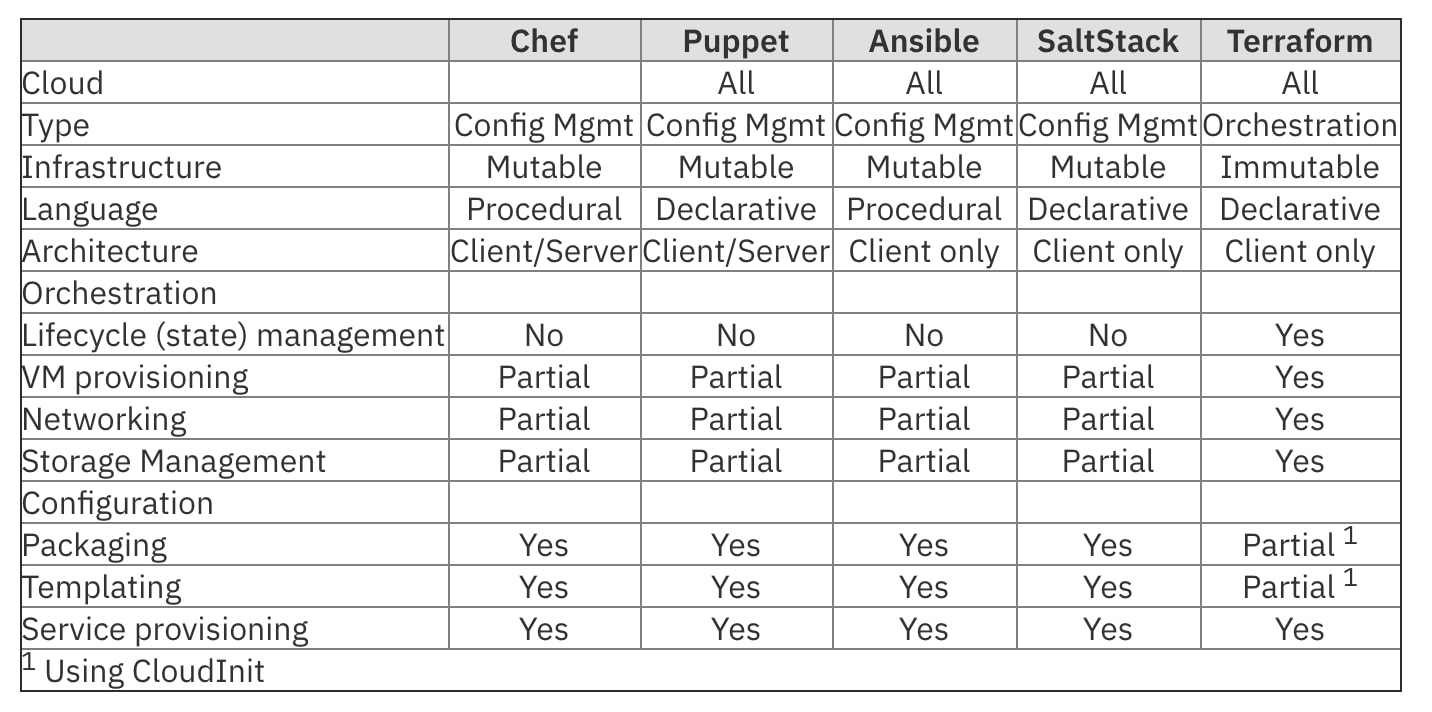 Chef Puppet Ansible SaltStack Terraform
Cloud All All All All
Type Config Mgmt Config Mgmt Config Mgmt Config Mgmt Orchestration
Infrastructure Mutable Mutable Mutable Mutable Immutable
Language Procedural Declarative Procedural Declarative Declarative
Architecture Client/Server Client/Server Client only Client only Client only
Orchestration
Lifecycle (state) management No No No No Yes
VM provisioning Partial Partial Partial Partial Yes
Networking Partial Partial Partial Partial Yes
Storage Management Partial Partial Partial Partial Yes
Configuration
Packaging Yes Yes Yes Yes Partial 1
Templating Yes Yes Yes Yes Partial 1
Service provisioning Yes Yes Yes Yes Yes
1 Using CloudInit